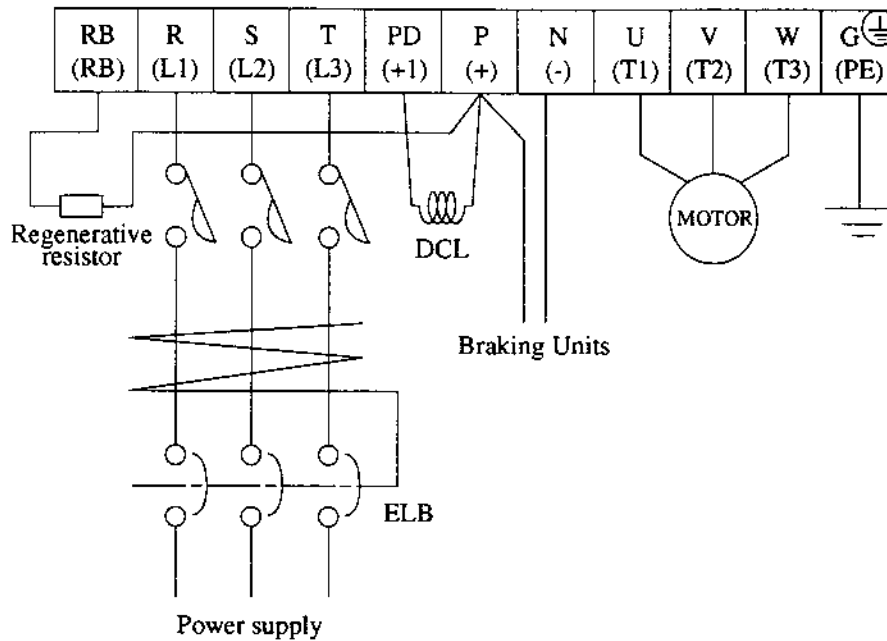 RB R S T PD P N U V W G
(RB) (L1) (L2) (L3) (+1) (+) (-) (T1) (T2) (T3) (PE)
Regenerative
resistor
DCL
MOTOR
Braking Units
ELB
Power supply